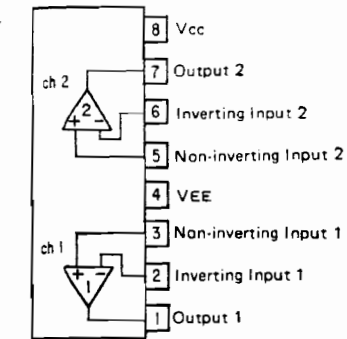 8 Vcc
7 Output 2
ch 2
2
+ −
6 Inverting Input 2
5 Non-inverting Input 2
4 VEE
3 Non-inverting Input 1
ch 1
+ −
1
2 Inverting Input 1
1 Output 1